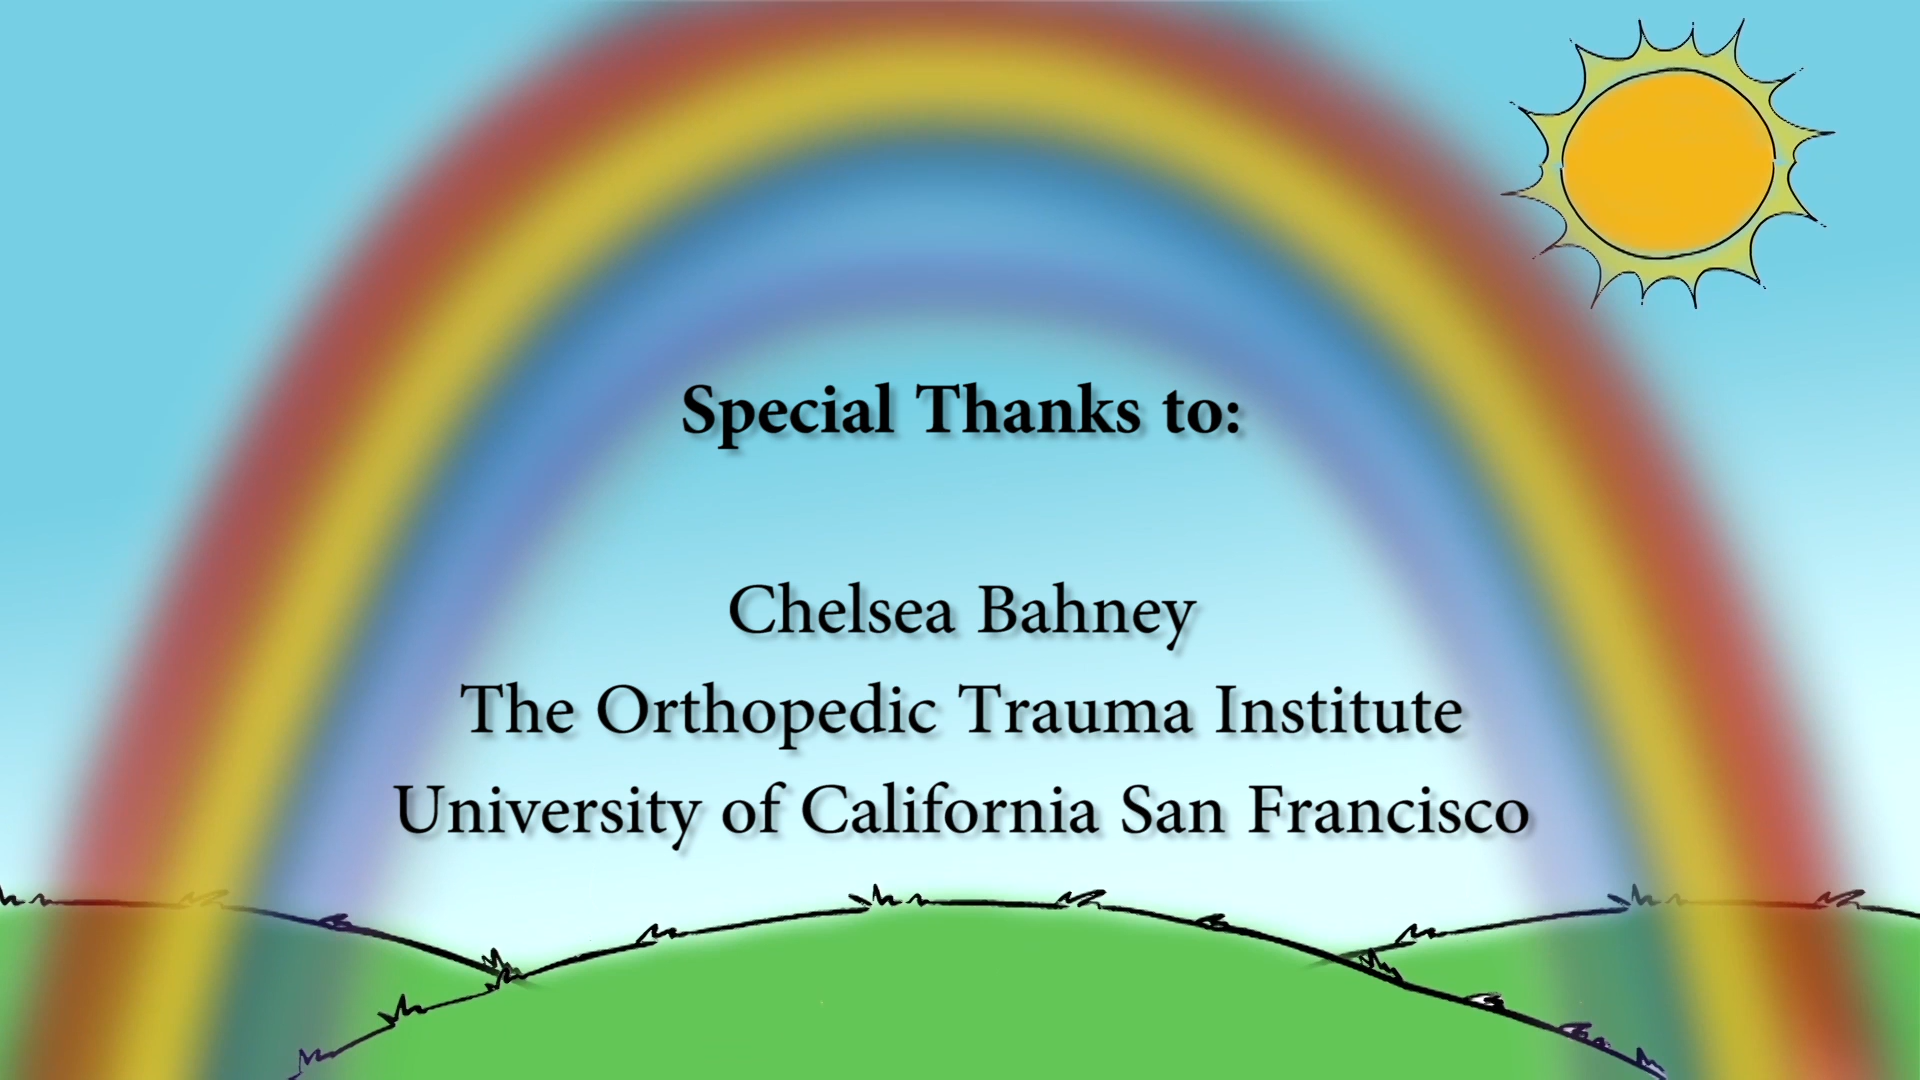 Special Thanks to:
Chelsea Bahney
The Orthopedic Trauma Institute
University of California San Francisco